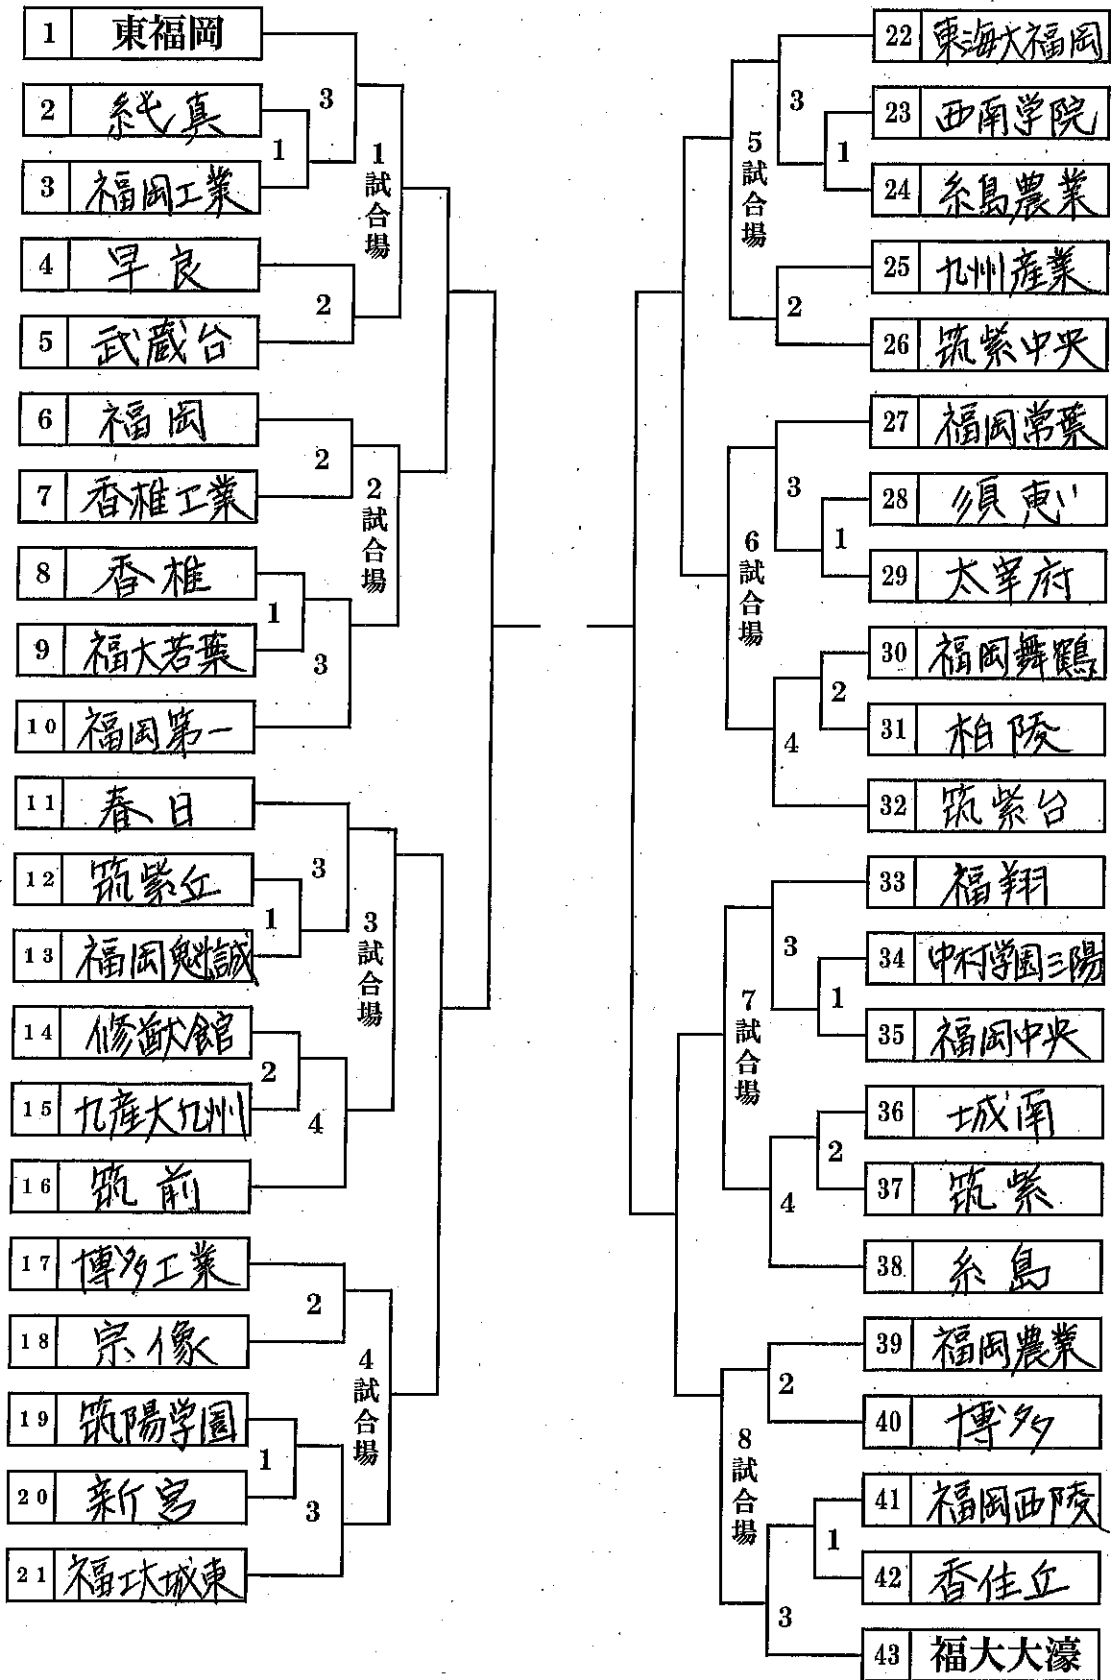 1 東福岡
2 純真
3 福岡工業
4 早良
5 武蔵台
6 福岡
7 香椎工業
8 香椎
9 福大若葉
10 福岡第一
11 春日
12 筑紫丘
13 福岡魁誠
14 修猷館
15 九産大九州
16 筑前
17 博多工業
18 宗像
19 筑陽学園
20 新宮
21 福工大城東
3
1
1試合場
2
2
2試合場
1
3
3
1
3試合場
2
4
2
4試合場
1
3
22 東海大福岡
23 西南学院
24 糸島農業
25 九州産業
26 筑紫中央
27 福岡常葉
28 須恵
29 太宰府
30 福岡舞鶴
31 柏陵
32 筑紫台
33 福翔
34 中村学園三陽
35 福岡中央
36 城南
37 筑紫
38 糸島
39 福岡農業
40 博多
41 福岡西陵
42 香住丘
43 福大大濠
3
1
5試合場
2
3
1
6試合場
2
4
3
1
7試合場
2
4
2
8試合場
1
3